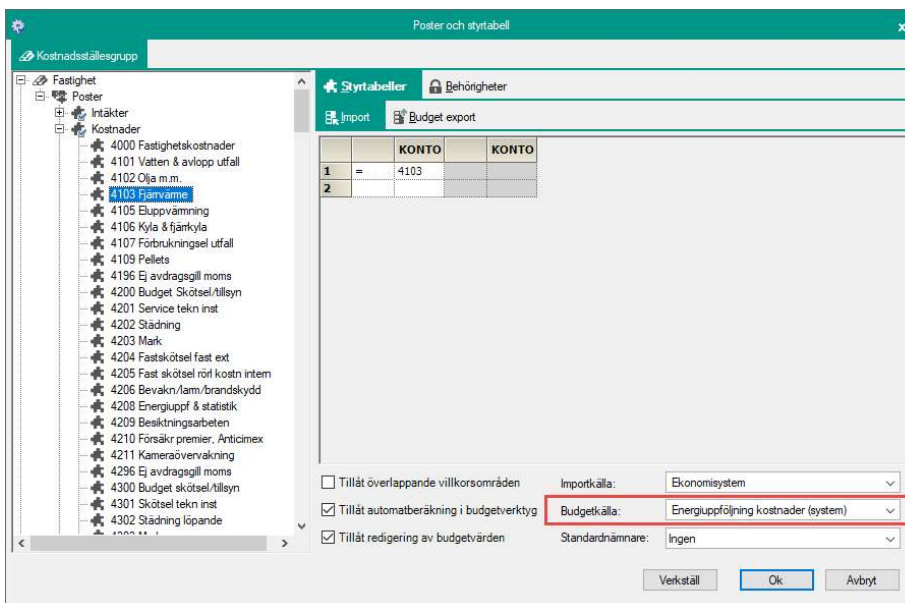 Poster och styrtabell
x
Kostnadsställesgrupp
Fastighet
Poster
Intäkter
Kostnader
4000 Fastighetskostnader
4101 Vatten & avlopp utfall
4102 Olja m.m.
4103 Fjärrvärme
4105 Eluppvärmning
4106 Kyla & fjärrkyla
4107 Förbrukningsel utfall
4109 Pellets
4196 Ej avdragsgill moms
4200 Budget Skötsel/tillsyn
4201 Service tekn inst
4202 Städning
4203 Mark
4204 Fastskötsel fast ext
4205 Fast skötsel rörl kostn intern
4206 Bevakn/larm/brandskydd
4208 Energiuppf & statistik
4209 Besiktningsarbeten
4210 Försäkr premier, Anticimex
4211 Kameraövervakning
4296 Ej avdragsgill moms
4300 Budget skötsel/tillsyn
4301 Skötsel tekn inst
4302 Städning löpande
Styrtabeller
Behörigheter
Import
Budget export
KONTO KONTO
1 = 4103
2
Tillåt överlappande villkorsområden
Tillåt automatberäkning i budgetverktyg
Tillåt redigering av budgetvärden
Importkälla: Ekonomisystem
Budgetkälla: Energiuppföljning kostnader (system)
Standardnämnare: Ingen
Verkställ Ok Avbryt